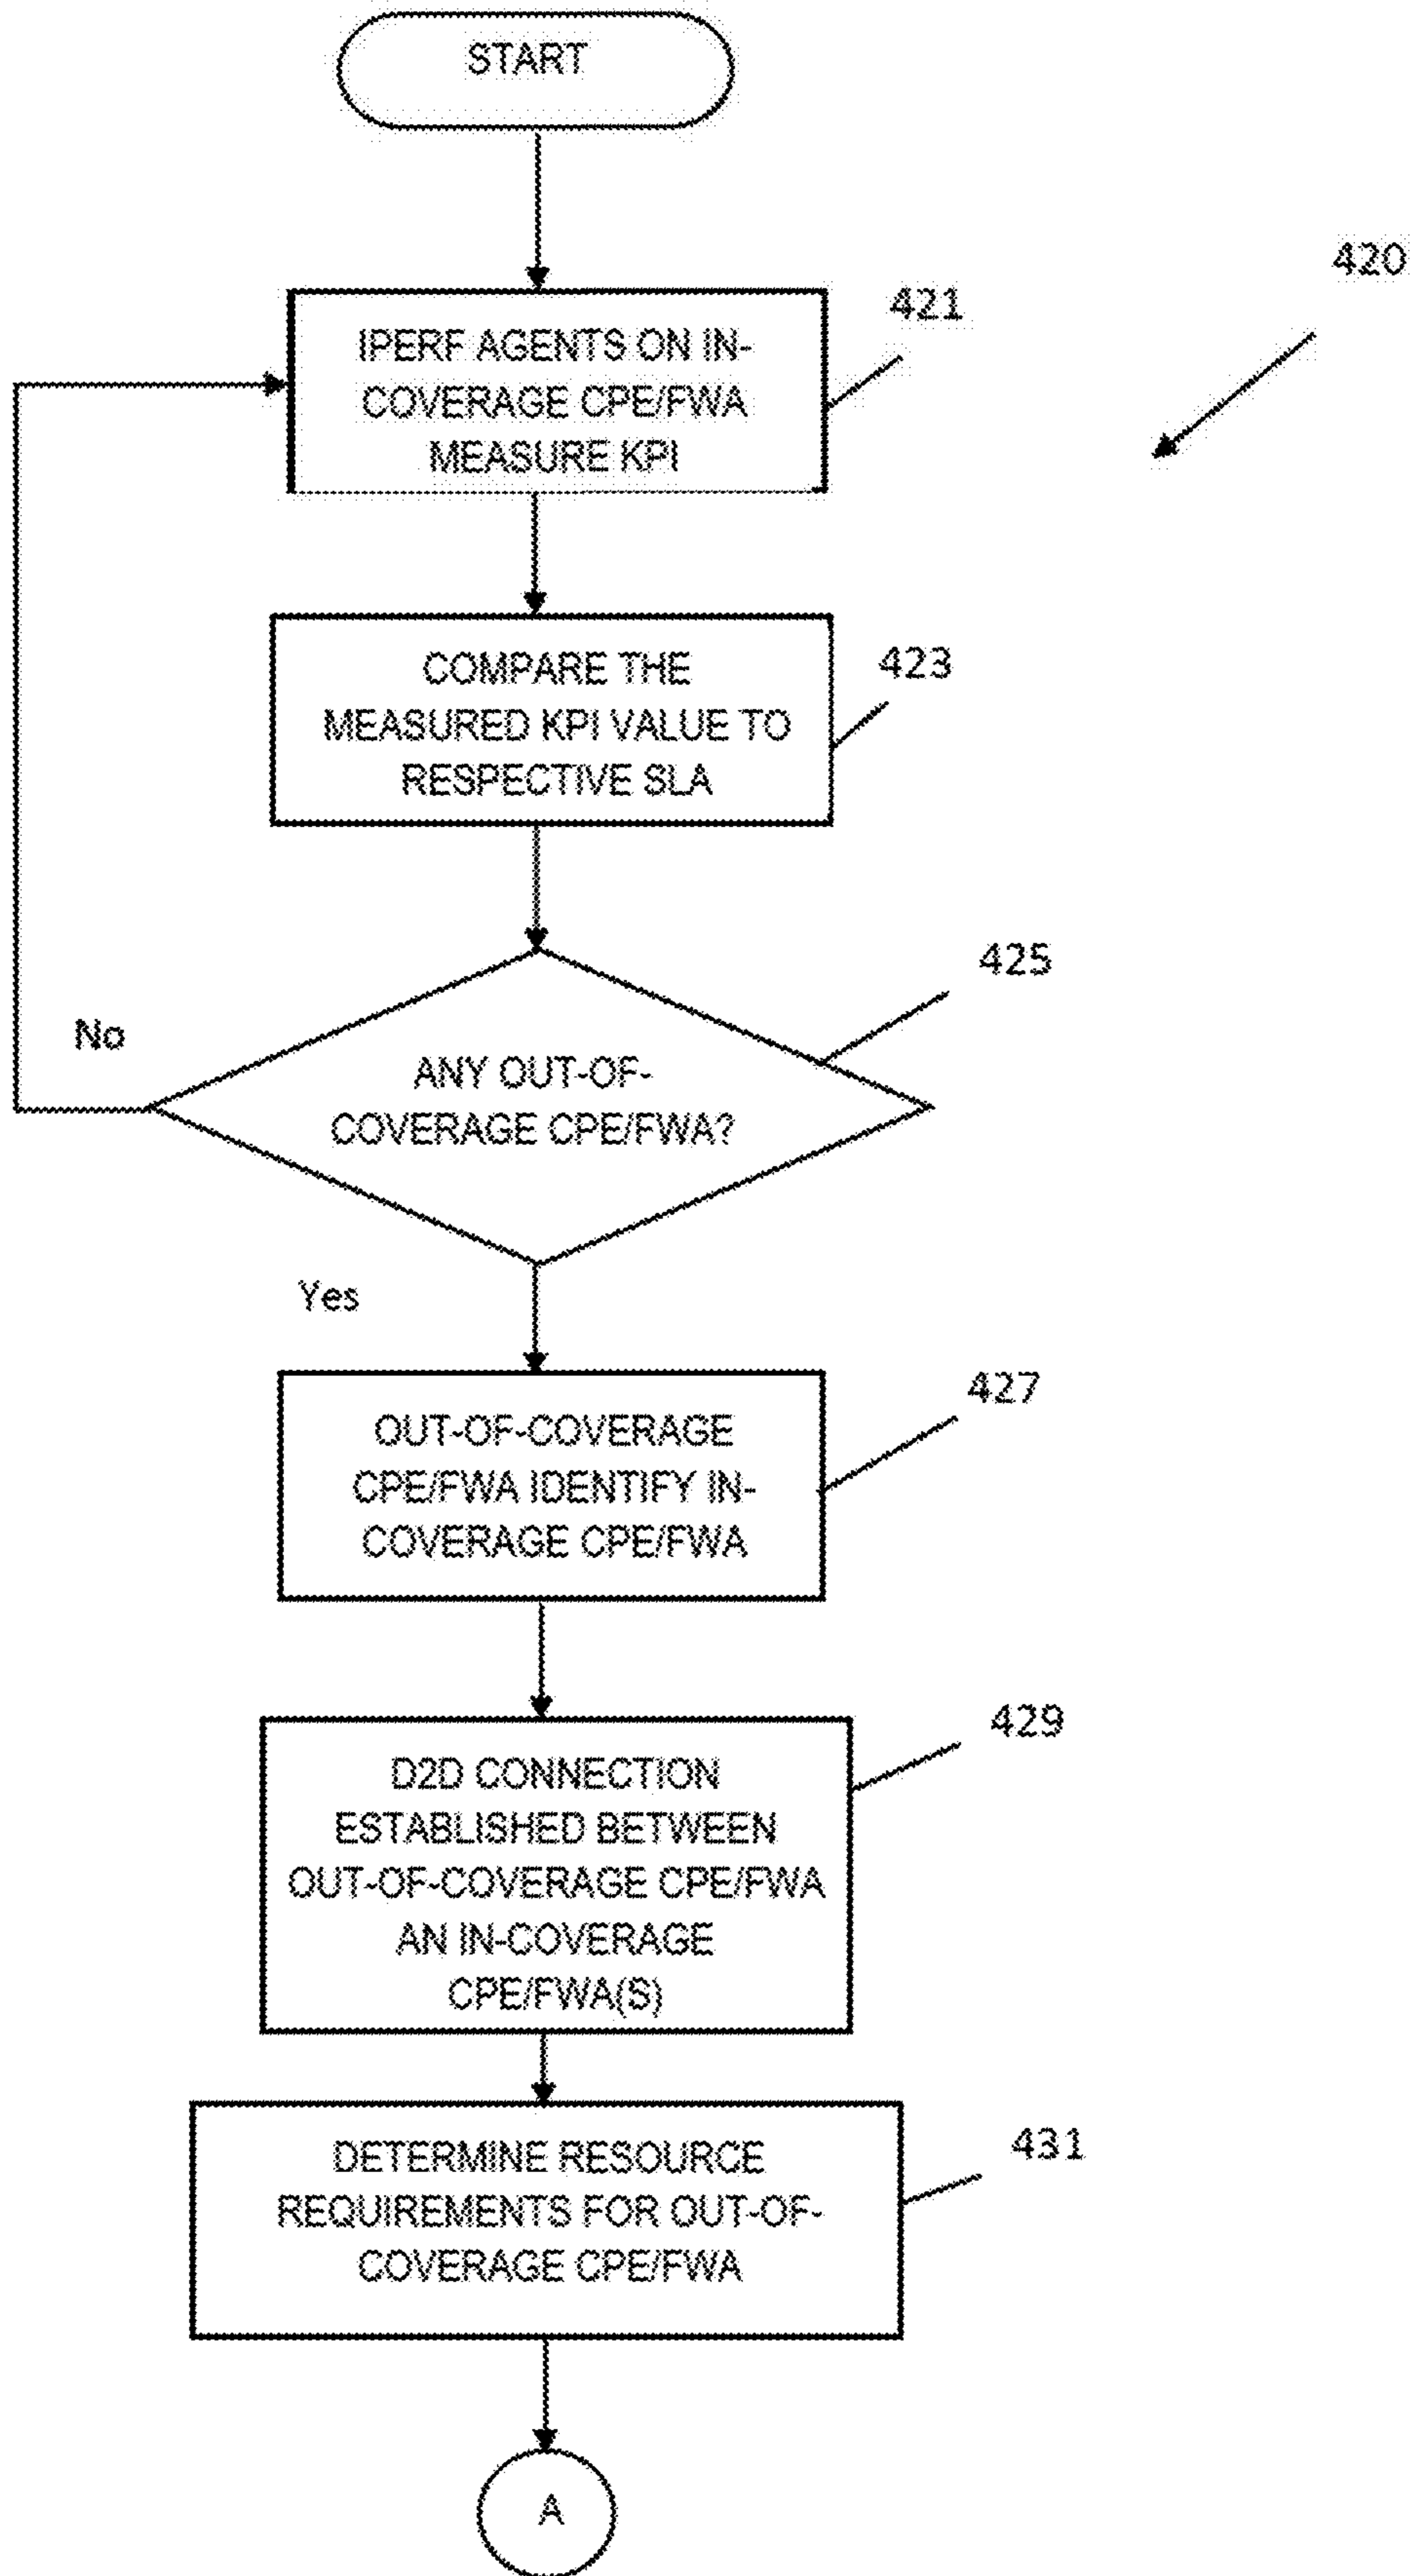 START
420
421
IPERF AGENTS ON IN-
COVERAGE CPE/FWA
MEASURE KPI
423
COMPARE THE
MEASURED KPI VALUE TO
RESPECTIVE SLA
425
No
ANY OUT-OF-
COVERAGE CPE/FWA?
Yes
427
OUT-OF-COVERAGE
CPE/FWA IDENTIFY IN-
COVERAGE CPE/FWA
429
D2D CONNECTION
ESTABLISHED BETWEEN
OUT-OF-COVERAGE CPE/FWA
AN IN-COVERAGE
CPE/FWA(S)
431
DETERMINE RESOURCE
REQUIREMENTS FOR OUT-OF-
COVERAGE CPE/FWA
A